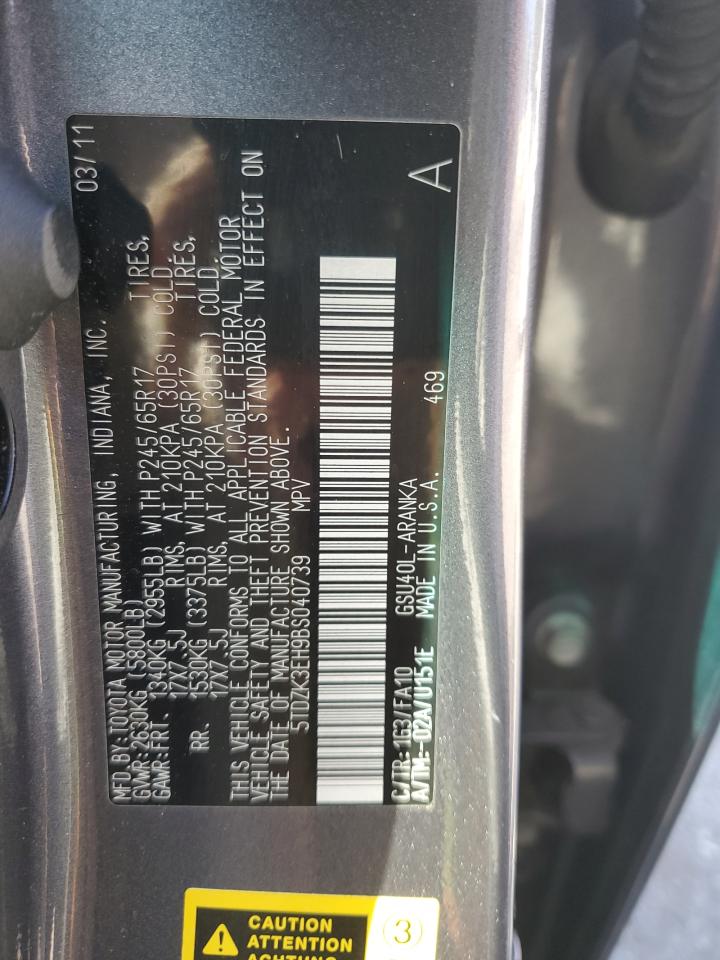 MFD.BY:TOYOTA MOTOR MANUFACTURING, INDIANA, INC. 03/11
GVWR:2630KG (5800LB)
GAWR:FRT. 1340KG (2955LB) WITH P245/65R17 TIRES,
17X7.5J RIMS, AT 210KPA (30PSI) COLD.
RR. 1530KG (3375LB) WITH P245/65R17 TIRES,
17X7.5J RIMS, AT 210KPA (30PSI) COLD.
THIS VEHICLE CONFORMS TO ALL APPLICABLE FEDERAL MOTOR
VEHICLE SAFETY AND THEFT PREVENTION STANDARDS IN EFFECT ON
THE DATE OF MANUFACTURE SHOWN ABOVE.
5TDZK3EH9BS040739 MPV
A
C/TR:1G3/FA10 GSU40L-ARANKA
A/TM:-02A/U151E MADE IN U.S.A. 469
CAUTION
ATTENTION
ACHTUNG
3